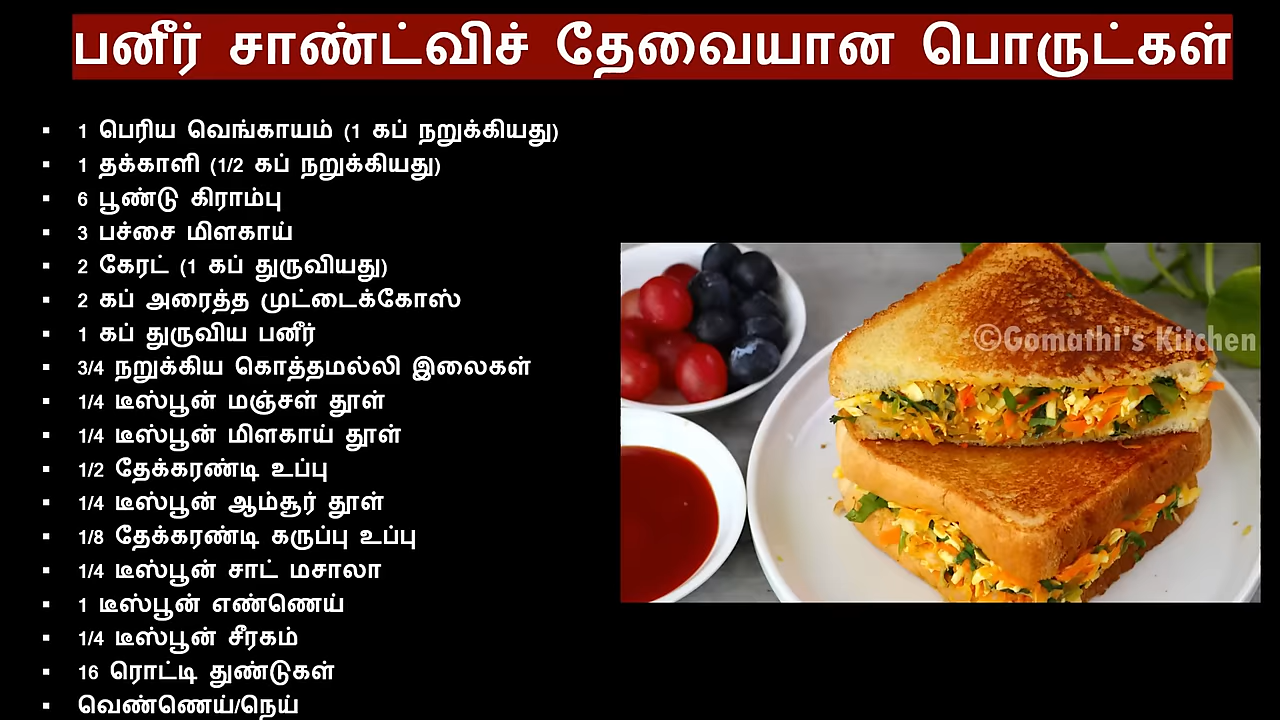 பனீர் சாண்ட்விச் தேவையான பொருட்கள்
▪ 1 பெரிய வெங்காயம் (1 கப் நறுக்கியது)
▪ 1 தக்காளி (1/2 கப் நறுக்கியது)
▪ 6 பூண்டு கிராம்பு
▪ 3 பச்சை மிளகாய்
▪ 2 கேரட் (1 கப் துருவியது)
▪ 2 கப் அரைத்த முட்டைக்கோஸ்
▪ 1 கப் துருவிய பனீர்
▪ 3/4 நறுக்கிய கொத்தமல்லி இலைகள்
▪ 1/4 டீஸ்பூன் மஞ்சள் தூள்
▪ 1/4 டீஸ்பூன் மிளகாய் தூள்
▪ 1/2 தேக்கரண்டி உப்பு
▪ 1/4 டீஸ்பூன் ஆம்சூர் தூள்
▪ 1/8 தேக்கரண்டி கருப்பு உப்பு
▪ 1/4 டீஸ்பூன் சாட் மசாலா
▪ 1 டீஸ்பூன் எண்ணெய்
▪ 1/4 டீஸ்பூன் சீரகம்
▪ 16 ரொட்டி துண்டுகள்
▪ வெண்ணெய்/நெய்
©Gomathi's Kitchen